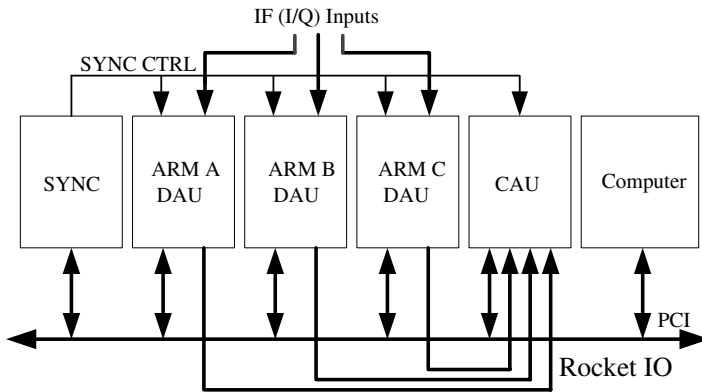 IF (I/Q) Inputs
SYNC CTRL
SYNC
ARM A
DAU
ARM B
DAU
ARM C
DAU
CAU
Computer
PCI
Rocket IO